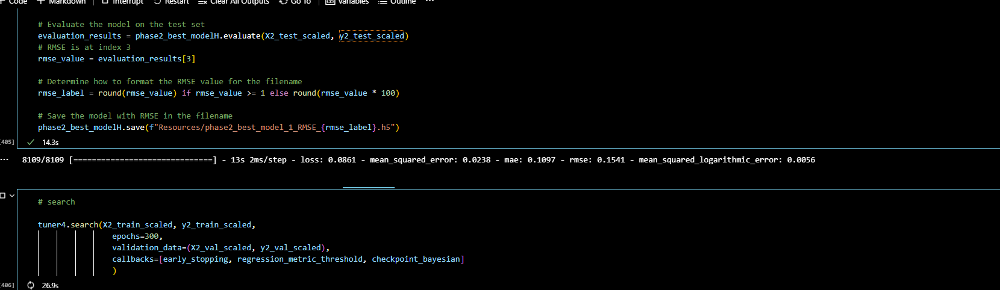 Code + Markdown Interrupt Restart Clear All Outputs Go To Variables Outline ...
# Evaluate the model on the test set
evaluation_results = phase2_best_modelH.evaluate(X2_test_scaled, y2_test_scaled)
# RMSE is at index 3
rmse_value = evaluation_results[3]
# Determine how to format the RMSE value for the filename
rmse_label = round(rmse_value) if rmse_value >= 1 else round(rmse_value * 100)
# Save the model with RMSE in the filename
phase2_best_modelH.save(f"Resources/phase2_best_model_1_RMSE_{rmse_label}.h5")
[405] 14.3s
... 8109/8109 [==============================] - 13s 2ms/step - loss: 0.0861 - mean_squared_error: 0.0238 - mae: 0.1097 - rmse: 0.1541 - mean_squared_logarithmic_error: 0.0056
# search
tuner4.search(X2_train_scaled, y2_train_scaled,
epochs=300,
validation_data=(X2_val_scaled, y2_val_scaled),
callbacks=[early_stopping, regression_metric_threshold, checkpoint_bayesian]
)
[406] 26.9s